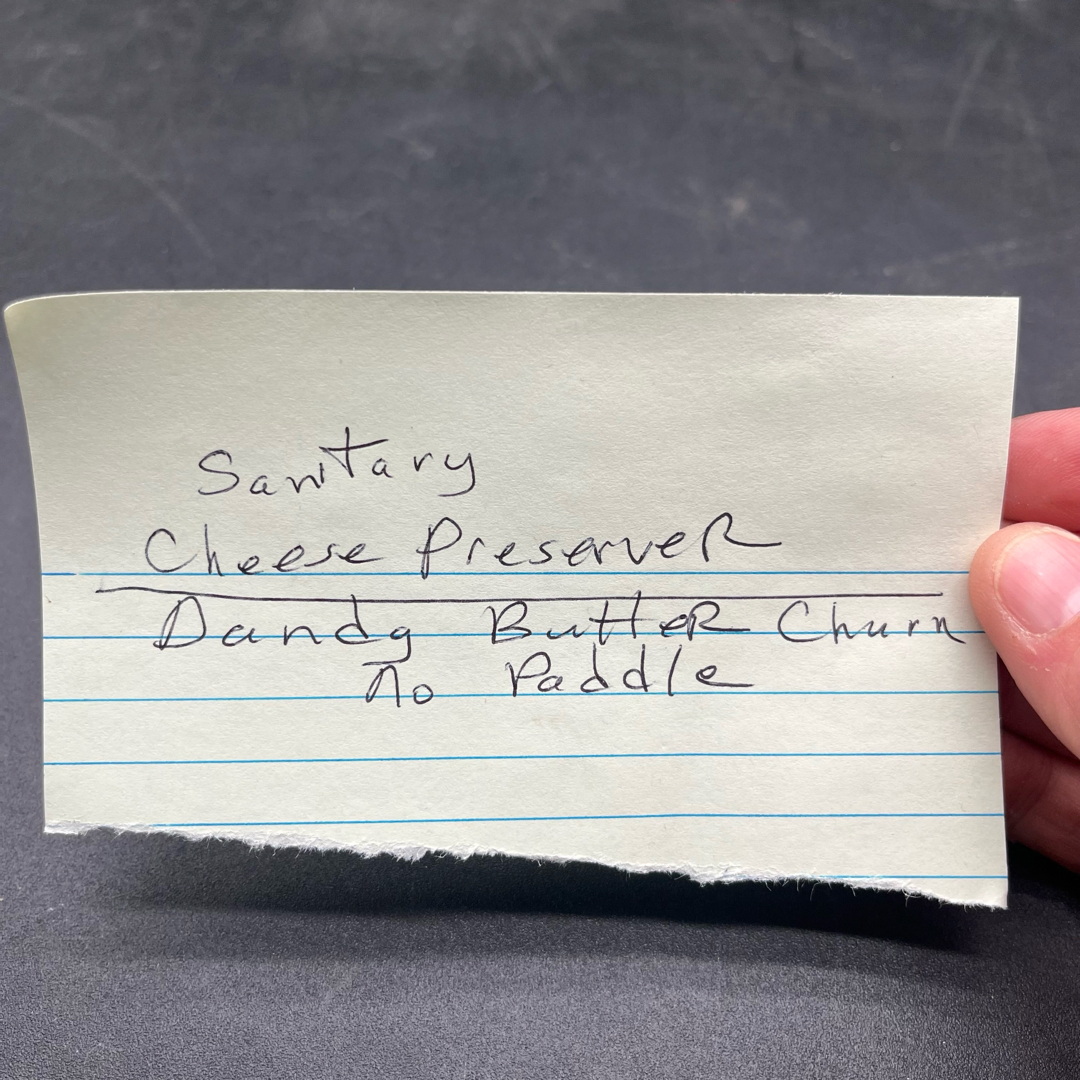 Sanitary
Cheese Preserver
Dandy Butter Churn
no Paddle